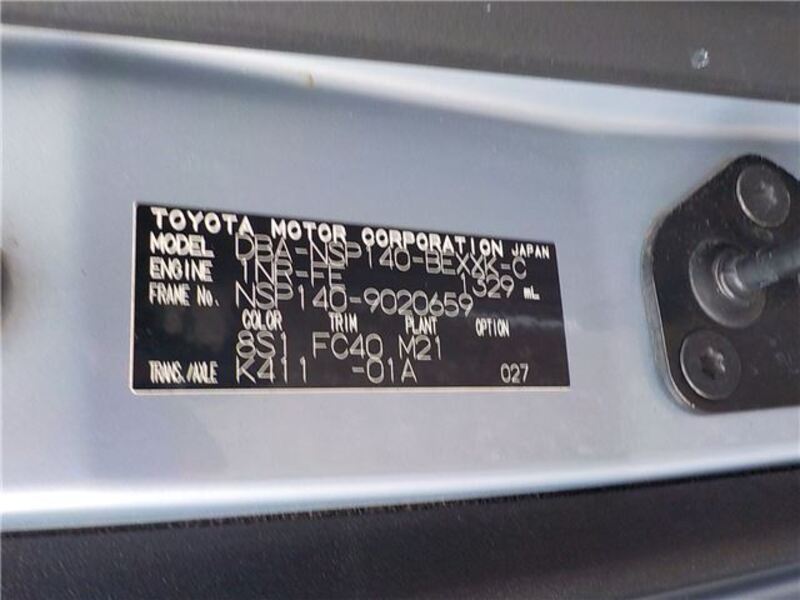 TOYOTA MOTOR CORPORATION JAPAN
MODEL DBA-NSP140-BEXXK-C
ENGINE 1NR-FE 1329 mL
FRAME No. NSP140-9020659
COLOR TRIM PLANT OPTION
8S1 FC40 M21
TRANS./AXLE K411 -01A 027